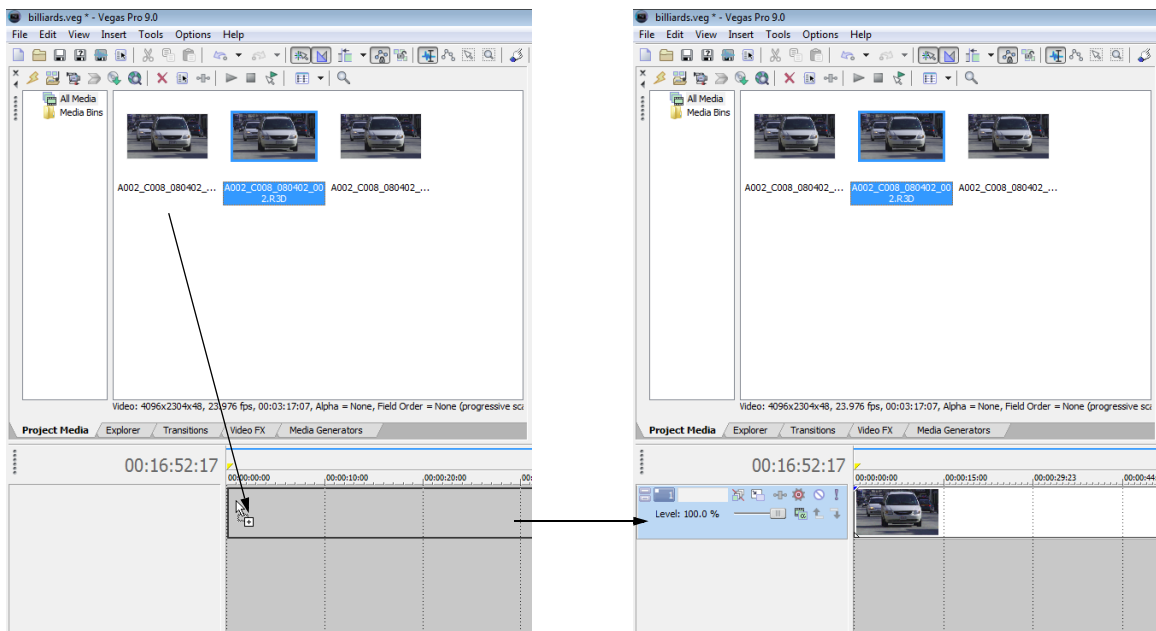 billiards.veg * - Vegas Pro 9.0
File Edit View Insert Tools Options Help
All Media
Media Bins
A002_C008_080402_...
A002_C008_080402_00
2.R3D
A002_C008_080402_...
Video: 4096x2304x48, 23.976 fps, 00:03:17:07, Alpha = None, Field Order = None (progressive sca
Project Media Explorer Transitions Video FX Media Generators
00:16:52:17
00:00:00:00 00:00:10:00 00:00:20:00 00:
billiards.veg * - Vegas Pro 9.0
File Edit View Insert Tools Options Help
All Media
Media Bins
A002_C008_080402_...
A002_C008_080402_00
2.R3D
A002_C008_080402_...
Video: 4096x2304x48, 23.976 fps, 00:03:17:07, Alpha = None, Field Order = None (progressive sca
Project Media Explorer Transitions Video FX Media Generators
00:16:52:17
00:00:00:00 00:00:15:00 00:00:29:23 00:00:44:
1
Level: 100.0 %